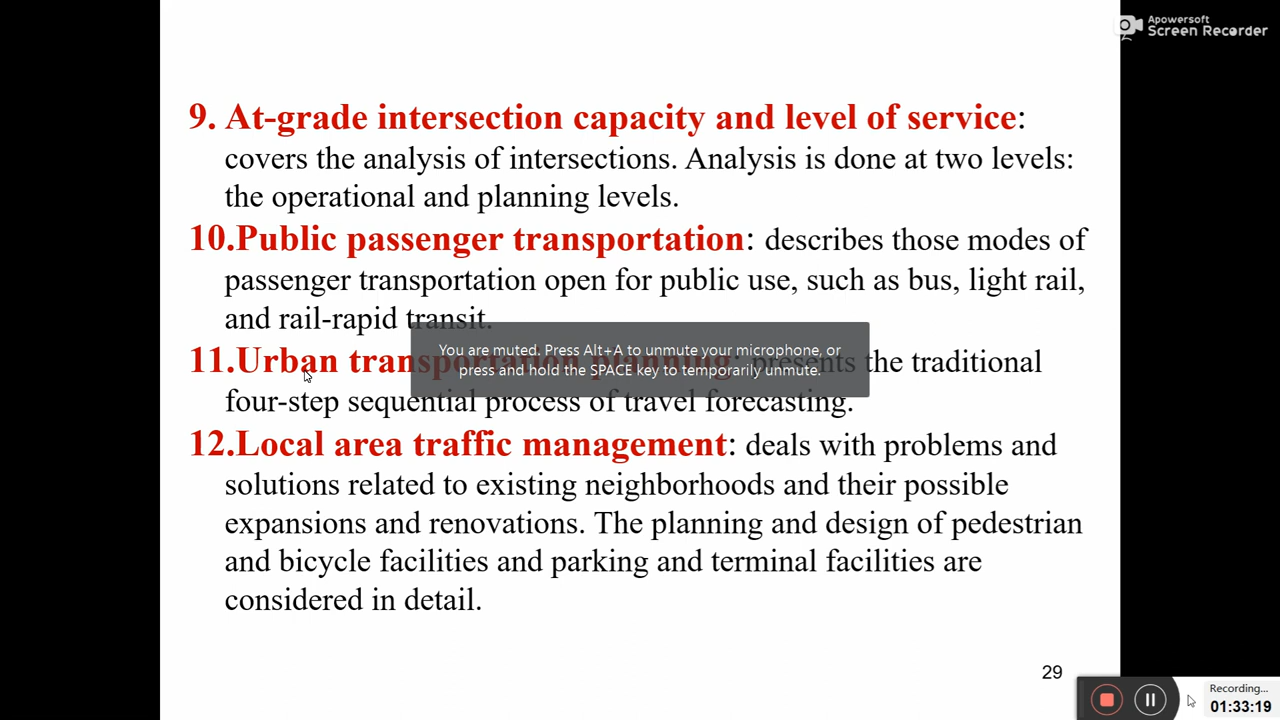 Apowersoft
Screen Recorder
9. At-grade intersection capacity and level of service:
covers the analysis of intersections. Analysis is done at two levels:
the operational and planning levels.
10.Public passenger transportation: describes those modes of
passenger transportation open for public use, such as bus, light rail,
and rail-rapid transit.
You are muted. Press Alt+A to unmute your microphone, or
press and hold the SPACE key to temporarily unmute.
11.Urban transportation planning: presents the traditional
four-step sequential process of travel forecasting.
12.Local area traffic management: deals with problems and
solutions related to existing neighborhoods and their possible
expansions and renovations. The planning and design of pedestrian
and bicycle facilities and parking and terminal facilities are
considered in detail.
29
Recording...
01:33:19